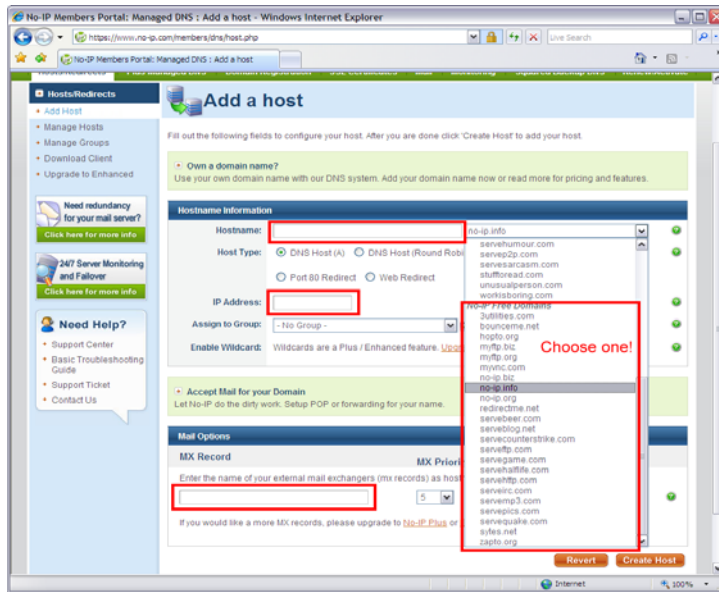 No-IP Members Portal: Managed DNS : Add a host - Windows Internet Explorer
https://www.no-ip.com/members/dns/host.php
Live Search
No-IP Members Portal: Managed DNS : Add a host
Hosts/Redirects
Add Host
Manage Hosts
Manage Groups
Download Client
Upgrade to Enhanced
Need redundancy
for your mail server?
Click here for more info
24/7 Server Monitoring
and Failover
Click here for more info
Need Help?
Support Center
Basic Troubleshooting
Guide
Support Ticket
Contact Us
Add a host
Fill out the following fields to configure your host. After you are done click 'Create Host' to add your host.
Own a domain name?
Use your own domain name with our DNS system. Add your domain name now or read more for pricing and features.
Hostname Information
Hostname:
no-ip.info
Host Type:
DNS Host (A)
DNS Host (Round Robi
Port 80 Redirect
Web Redirect
IP Address:
Assign to Group:
- No Group -
Enable Wildcard:
Wildcards are a Plus / Enhanced feature.
servehumour.com
servep2p.com
servesarcasm.com
stufftoread.com
unusualperson.com
workisboring.com
No-IP Free Domains
3utilities.com
bounceme.net
hopto.org
myftp.biz
myftp.org
myvnc.com
no-ip.biz
no-ip.info
no-ip.org
redirectme.net
servebeer.com
serveblog.net
servecounterstrike.com
serveftp.com
servegame.com
servehalflife.com
servehttp.com
serveirc.com
servemp3.com
servepics.com
servequake.com
sytes.net
zapto.org
Choose one!
Accept Mail for your Domain
Let No-IP do the dirty work. Setup POP or forwarding for your name.
Mail Options
MX Record
MX Priori
Enter the name of your external mail exchangers (mx records) as host
5
If you would like a more MX records, please upgrade to No-IP Plus or
Revert
Create Host
Internet
100%